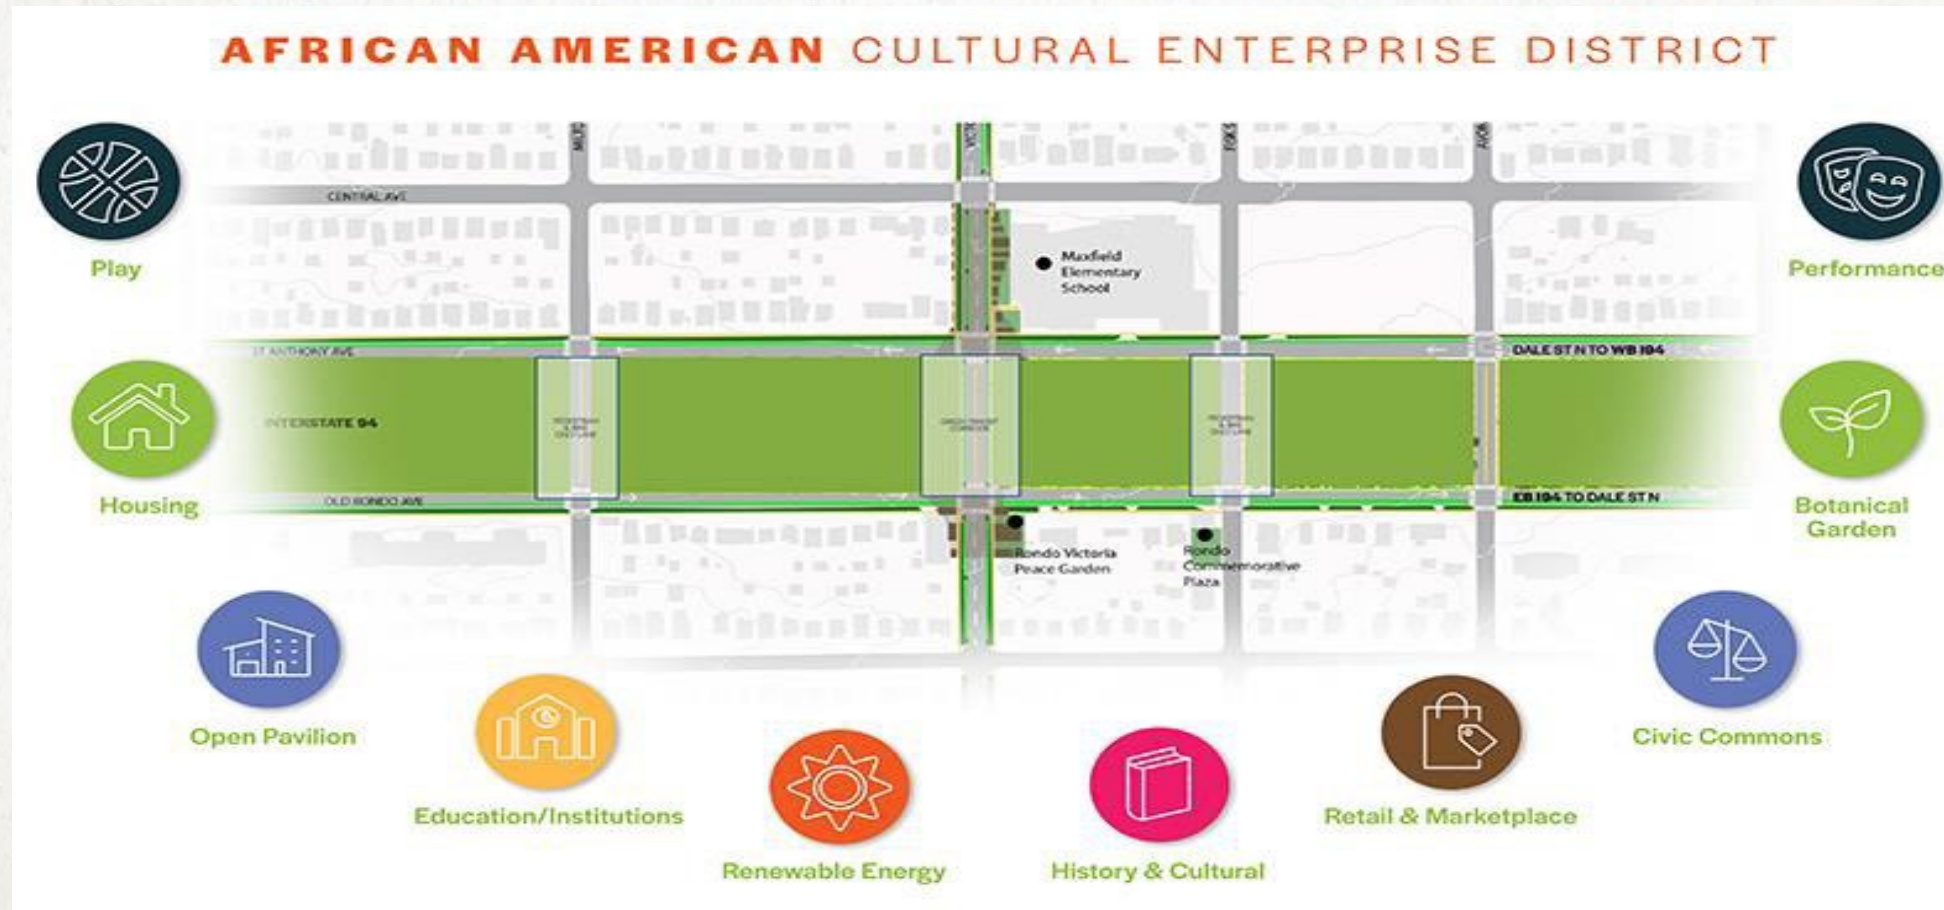 AFRICAN AMERICAN CULTURAL ENTERPRISE DISTRICT
CENTRAL AVE
Maxfield
Elementary
School
Play
Performance
ST ANTHONY AVE
DALE ST N TO WB I94
INTERSTATE 94
Housing
OLD RONDO AVE
EB I94 TO DALE ST N
Botanical
Garden
Rondo Victoria
Peace Garden
Rondo
Commemorative
Plaza
Open Pavilion
Civic Commons
Education/Institutions
Retail & Marketplace
Renewable Energy
History & Cultural